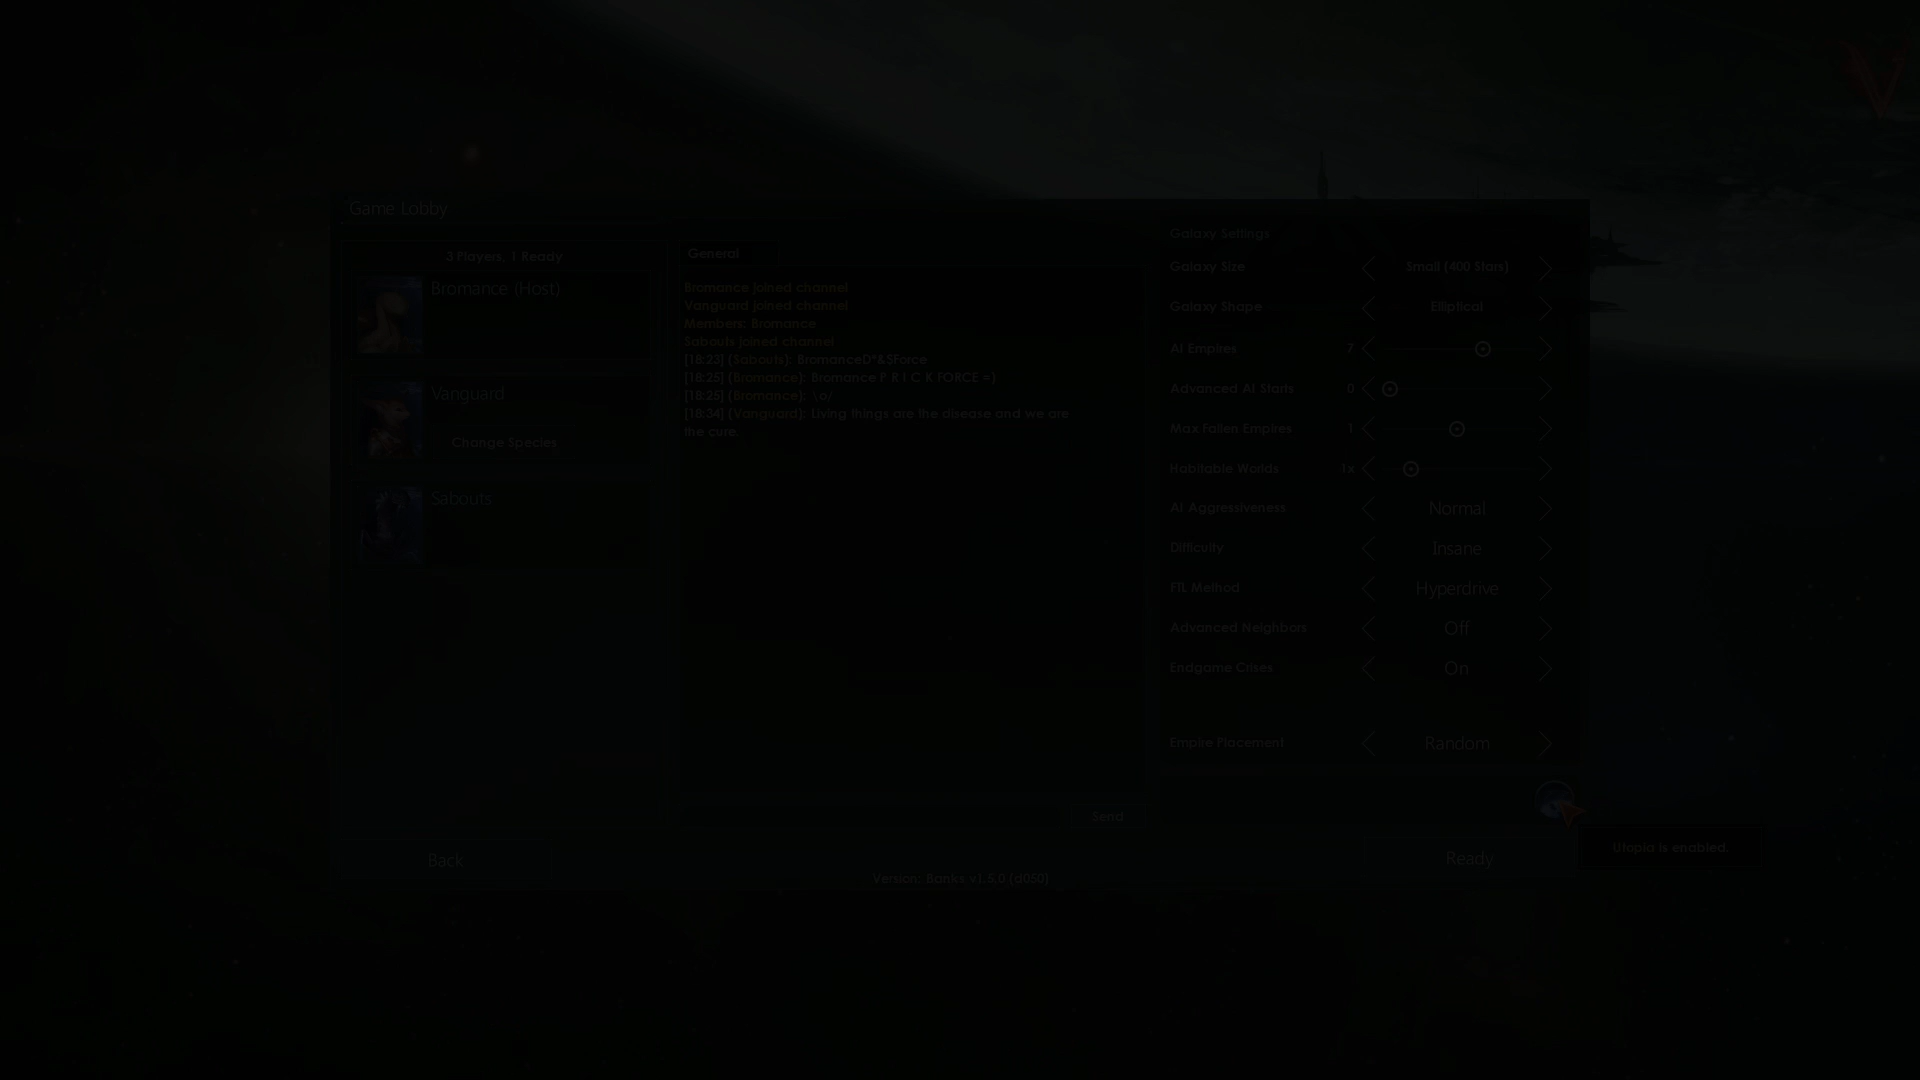 Game Lobby
3 Players, 1 Ready
Bromance (Host)
Vanguard
Change Species
Sabouts
General
Bromance joined channel
Vanguard joined channel
Members: Bromance
Sabouts joined channel
[18:23] (Sabouts): BromanceD*&SForce
[18:25] (Bromance): Bromance P R I C K FORCE =)
[18:25] (Bromance): \o/
[18:34] (Vanguard): Living things are the disease and we are
the cure.
Send
Galaxy Settings
Galaxy Size Small (400 Stars)
Galaxy Shape Elliptical
AI Empires 7
Advanced AI Starts 0
Max Fallen Empires 1
Habitable Worlds 1x
AI Aggressiveness Normal
Difficulty Insane
FTL Method Hyperdrive
Advanced Neighbors Off
Endgame Crises On
Empire Placement Random
Utopia is enabled.
Back
Ready
Version: Banks v1.5.0 (d050)
V